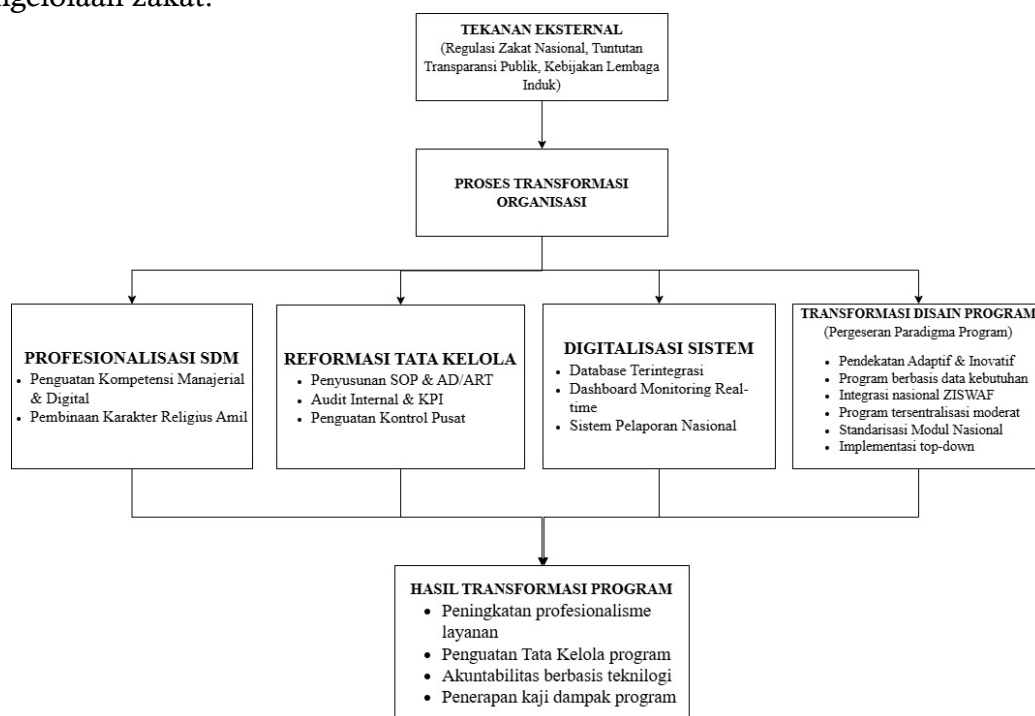 ngelolaan zakat.
TEKANAN EKSTERNAL
(Regulasi Zakat Nasional, Tuntutan
Transparansi Publik, Kebijakan Lembaga
Induk)
PROSES TRANSFORMASI
ORGANISASI
PROFESIONALISASI SDM
• Penguatan Kompetensi Manajerial
& Digital
• Pembinaan Karakter Religius Amil
REFORMASI TATA KELOLA
• Penyusunan SOP & AD/ART
• Audit Internal & KPI
• Penguatan Kontrol Pusat
DIGITALISASI SISTEM
• Database Terintegrasi
• Dashboard Monitoring Real-
time
• Sistem Pelaporan Nasional
TRANSFORMASI DISAIN PROGRAM
(Pergeseran Paradigma Program)
• Pendekatan Adaptif & Inovatif
• Program berbasis data kebutuhan
• Integrasi nasional ZISWAF
• Program tersentralisasi moderat
• Standarisasi Modul Nasional
• Implementasi top-down
HASIL TRANSFORMASI PROGRAM
• Peningkatan profesionalisme
layanan
• Penguatan Tata Kelola program
• Akuntabilitas berbasis teknilogi
• Penerapan kaji dampak program